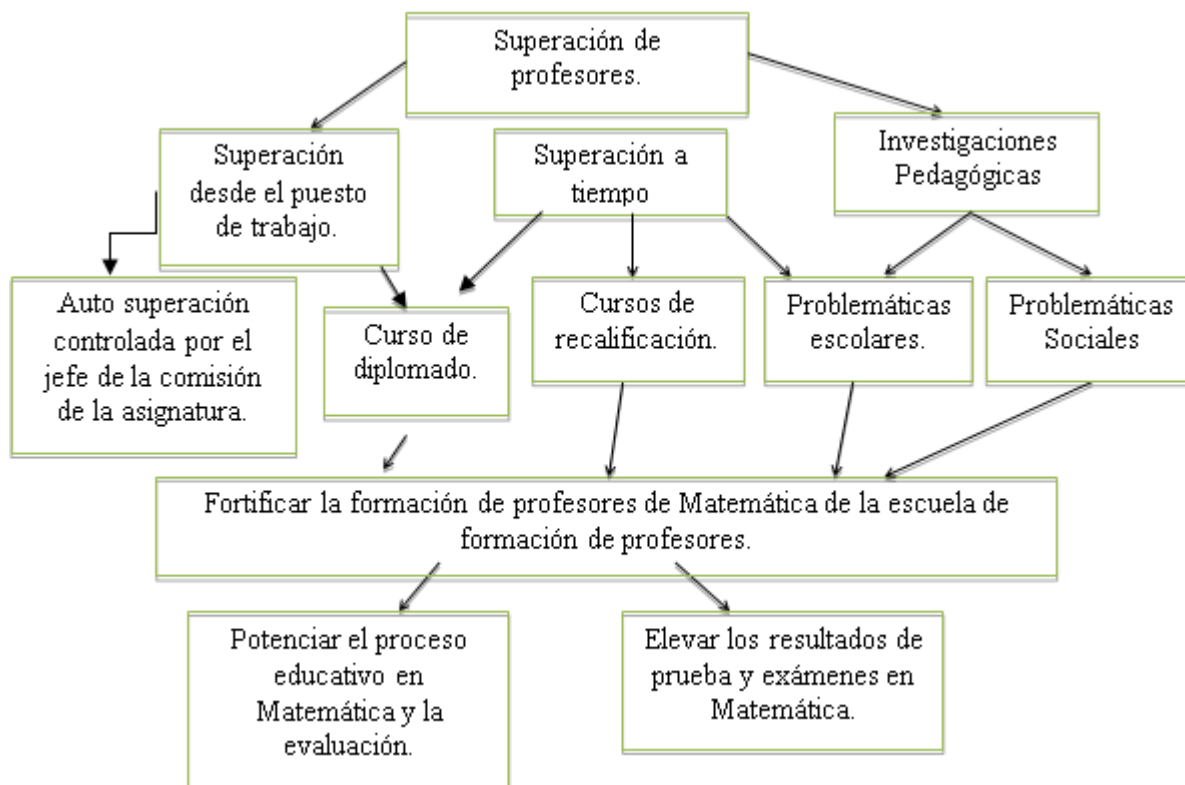 Superación de
profesores.
Superación
desde el puesto
de trabajo.
Superación a
tiempo
Investigaciones
Pedagógicas
Auto superación
controlada por el
jefe de la comisión
de la asignatura.
Curso de
diplomado.
Cursos de
recalificación.
Problemáticas
escolares.
Problemáticas
Sociales
Fortificar la formación de profesores de Matemática de la escuela de
formación de profesores.
Potenciar el proceso
educativo en
Matemática y la
evaluación.
Elevar los resultados de
prueba y exámenes en
Matemática.